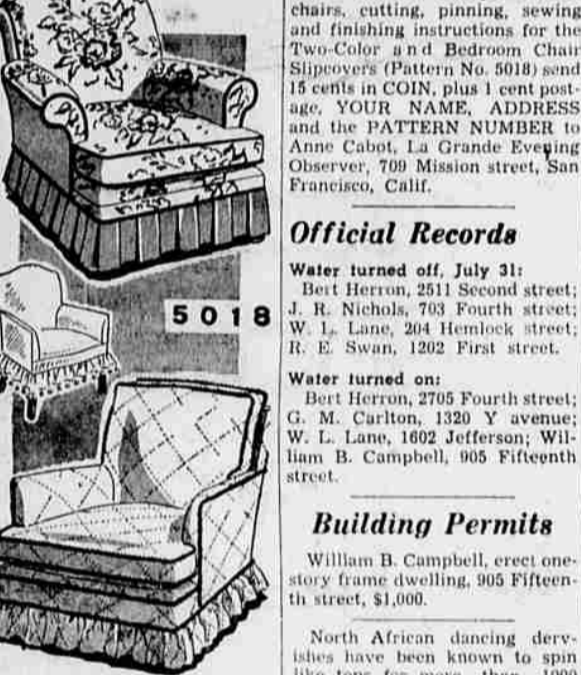 5018
chairs, cutting, pinning, sewing
and finishing instructions for the
Two-Color and Bedroom Chair
Slipcovers (Pattern No. 5018) send
15 cents in COIN, plus 1 cent post-
age, YOUR NAME, ADDRESS
and the PATTERN NUMBER to
Anne Cabot, La Grande Evening
Observer, 709 Mission street, San
Francisco, Calif.
Official Records
Water turned off, July 31:
Bert Herron, 2511 Second street;
J. R. Nichols, 703 Fourth street;
W. L. Lane, 204 Hemlock street;
R. E. Swan, 1202 First street.
Water turned on:
Bert Herron, 2705 Fourth street;
G. M. Carlton, 1320 Y avenue;
W. L. Lane, 1602 Jefferson; Wil-
liam B. Campbell, 905 Fifteenth
street.
Building Permits
William B. Campbell, erect one-
story frame dwelling, 905 Fifteen-
th street, $1,000.
North African dancing derv-
ishes have been known to spin
like tops for more than 1000